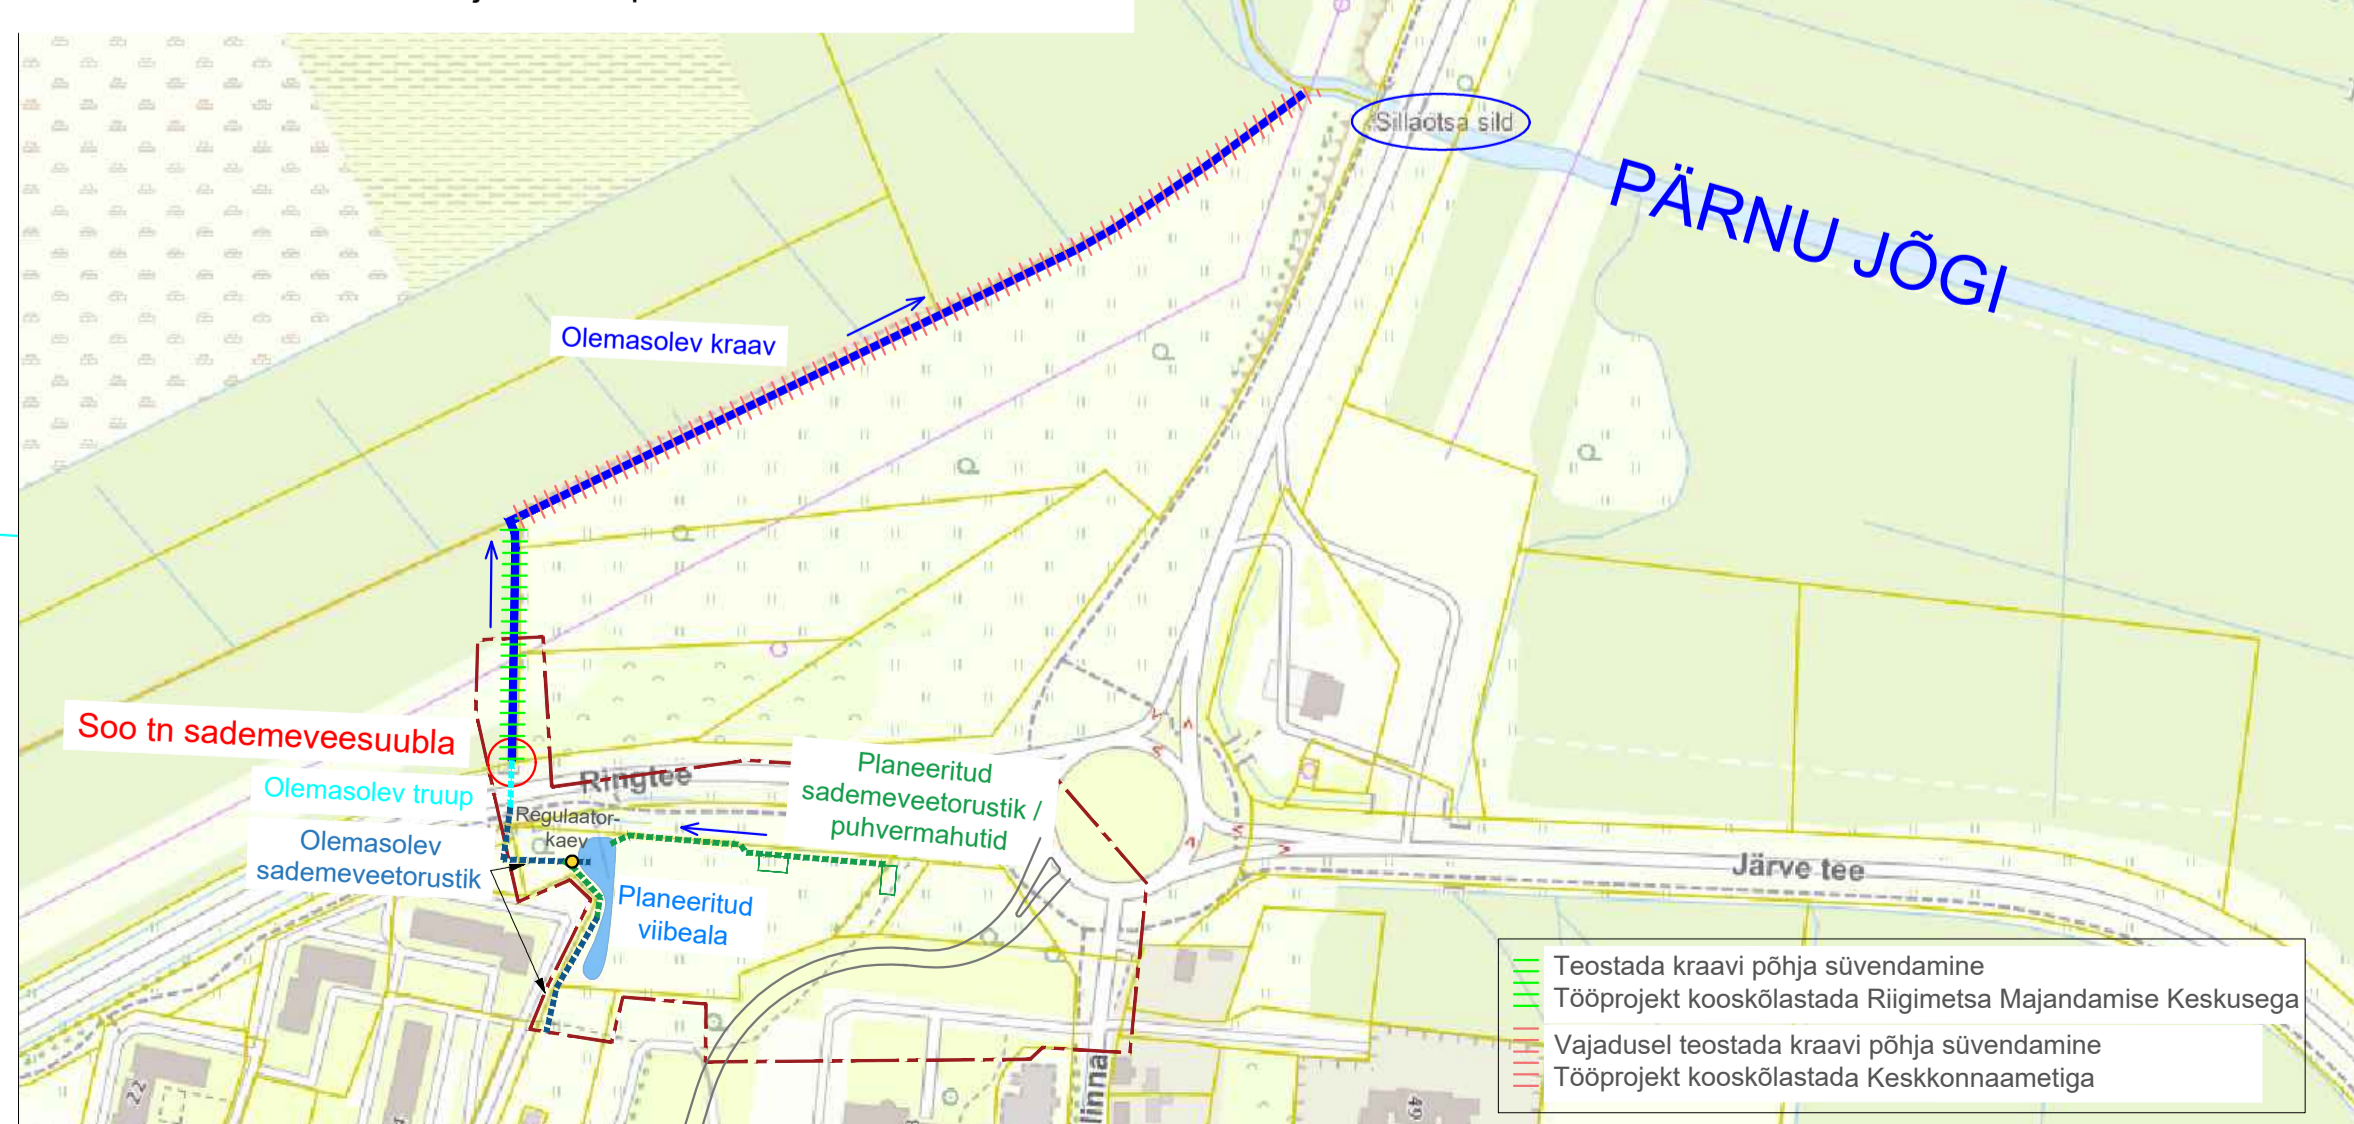 Sillaotsa sild
PÄRNU JÕGI
Olemasolev kraav
Soo tn sademeveesuubla
Olemasolev truup
Ringtee
Planeeritud
sademeveetorustik /
puhvermahutid
Regulaator-
kaev
Olemasolev
sademeveetorustik
Planeeritud
viibeala
Järve tee
Teostada kraavi põhja süvendamine
Tööprojekt kooskõlastada Riigimetsa Majandamise Keskusega
Vajadusel teostada kraavi põhja süvendamine
Tööprojekt kooskõlastada Keskkonnaametiga
linna
22
49